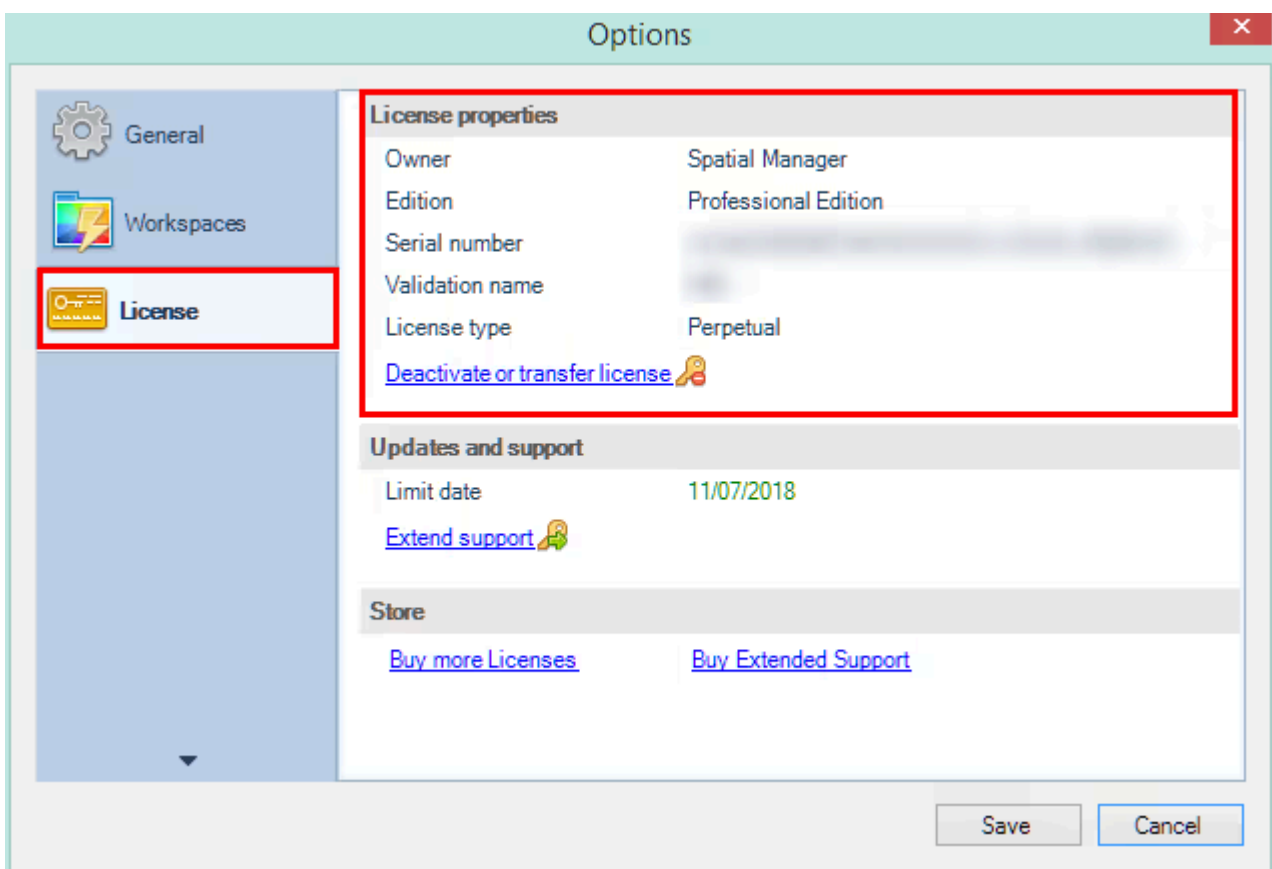 Options
General
Workspaces
License
License properties
Owner Spatial Manager
Edition Professional Edition
Serial number
Validation name
License type Perpetual
Deactivate or transfer license
Updates and support
Limit date 11/07/2018
Extend support
Store
Buy more Licenses Buy Extended Support
Save Cancel